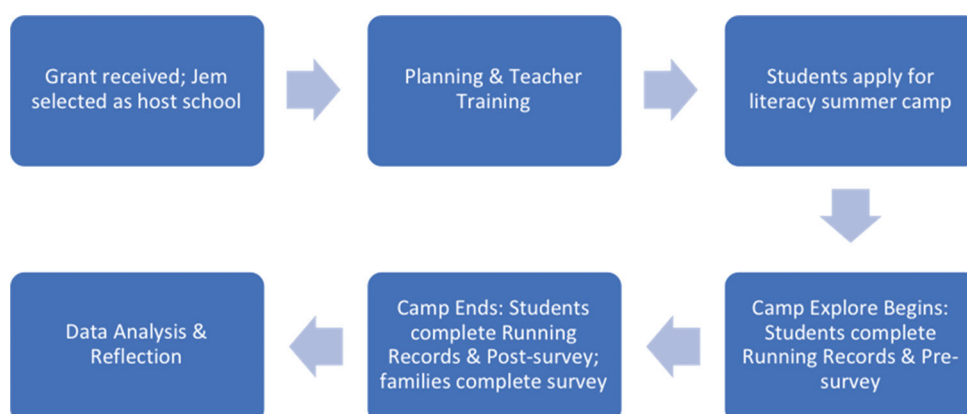 Grant received; Jem
selected as host school
Planning & Teacher
Training
Students apply for
literacy summer camp
Camp Explore Begins:
Students complete
Running Records & Pre-
survey
Camp Ends: Students
complete Running
Records & Post-survey;
families complete survey
Data Analysis &
Reflection